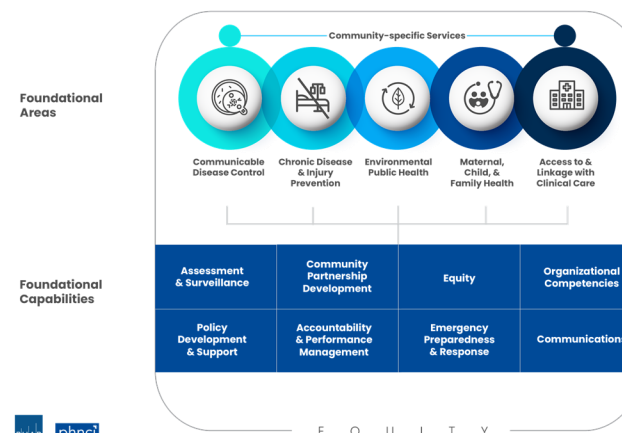 Community-specific Services
Foundational
Areas
Communicable
Disease Control
Chronic Disease
& Injury
Prevention
Environmental
Public Health
Maternal,
Child, &
Family Health
Access to &
Linkage with
Clinical Care
Foundational
Capabilities
Assessment
& Surveillance
Community
Partnership
Development
Equity
Organizational
Competencies
Policy
Development
& Support
Accountability
& Performance
Management
Emergency
Preparedness
& Response
Communications
EQUITY
phnci